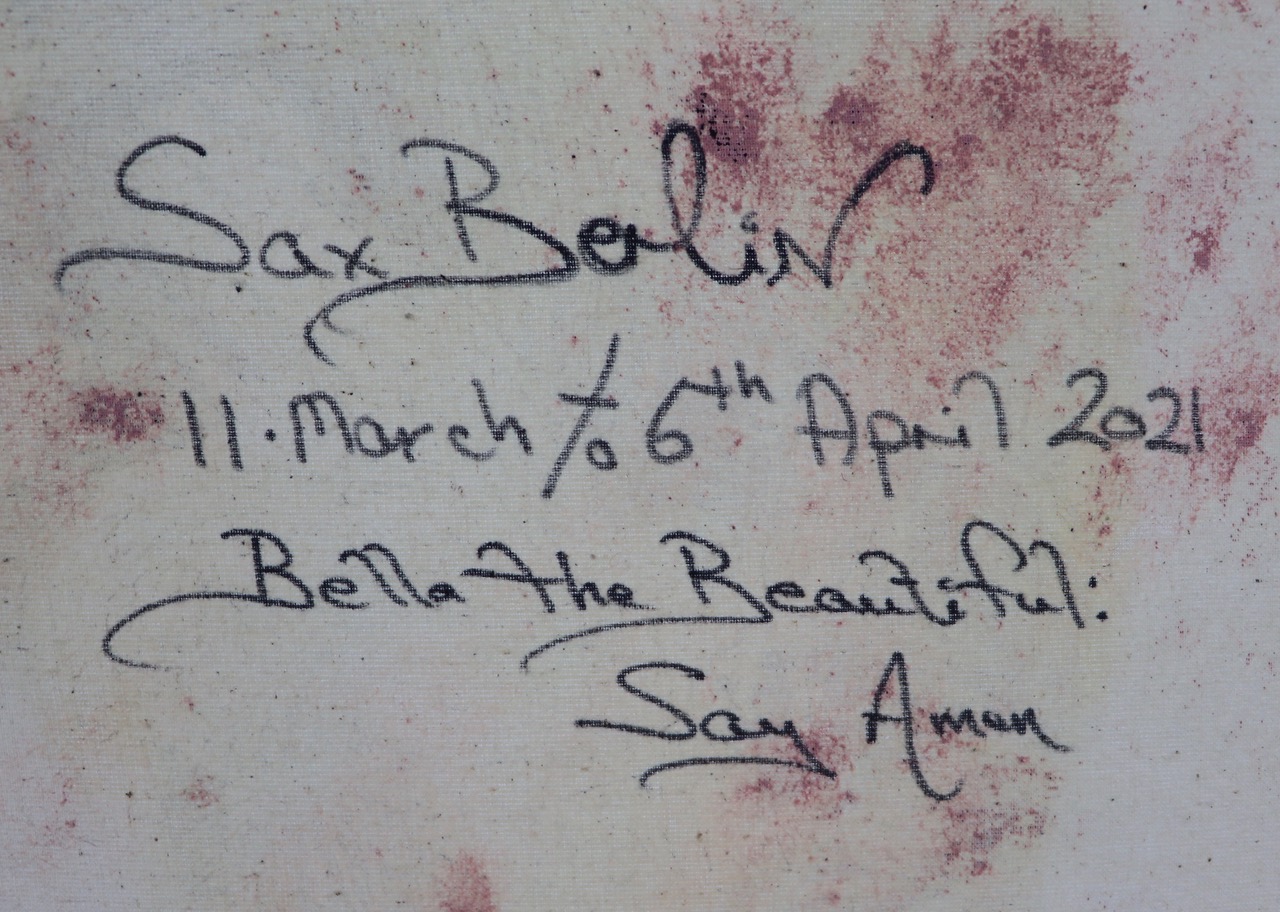 Sax Berlin
11. March to 6th April 2021
Bella the Beautiful:
Say Amen